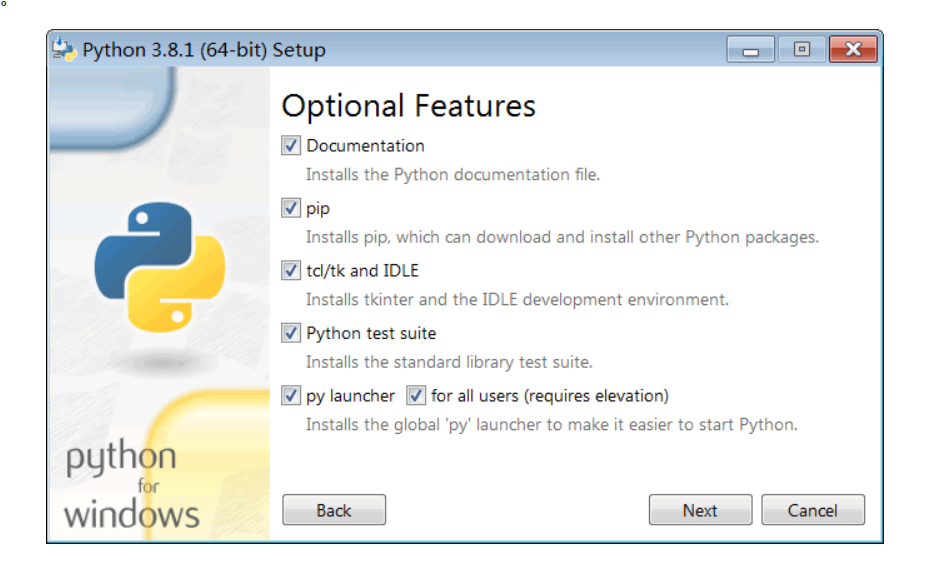 。
Python 3.8.1 (64-bit) Setup
Optional Features
Documentation
Installs the Python documentation file.
pip
Installs pip, which can download and install other Python packages.
tcl/tk and IDLE
Installs tkinter and the IDLE development environment.
Python test suite
Installs the standard library test suite.
py launcher for all users (requires elevation)
Installs the global 'py' launcher to make it easier to start Python.
python
for
windows
Back Next Cancel